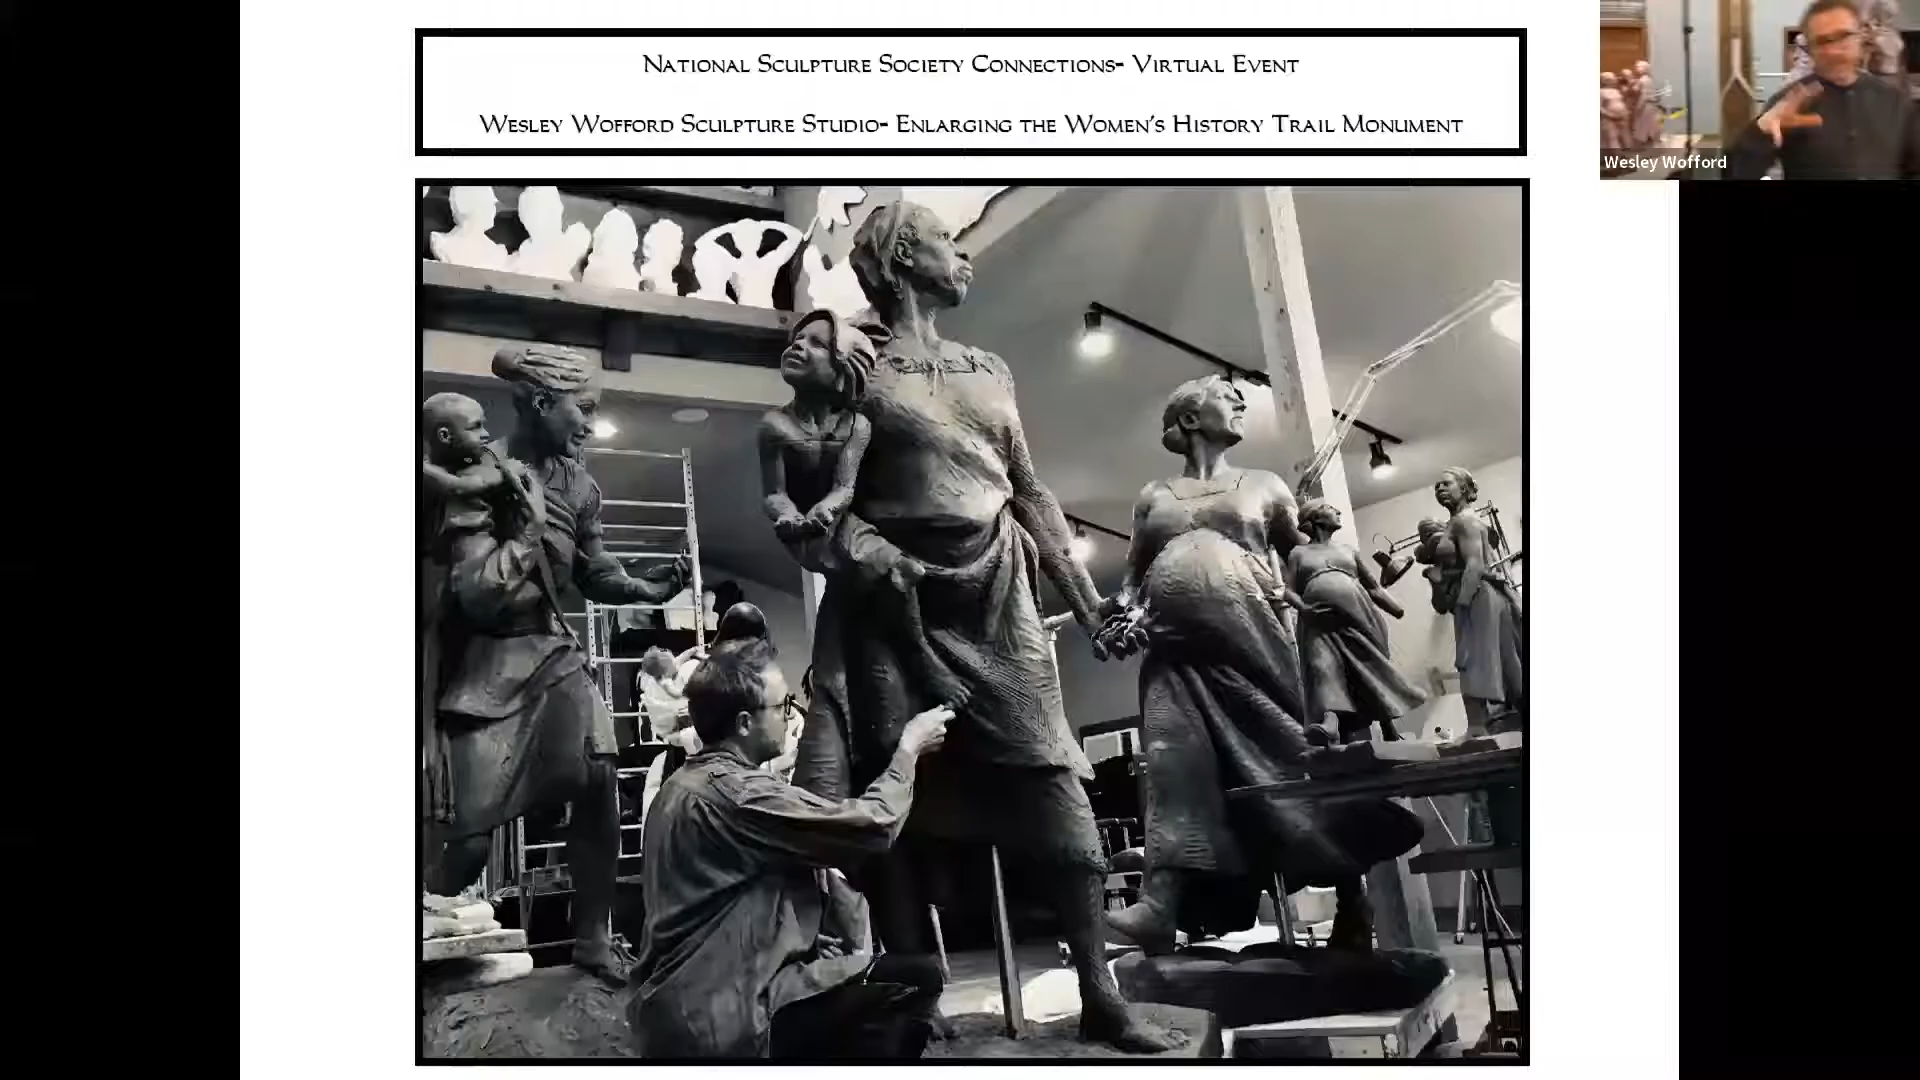 National Sculpture Society Connections- Virtual Event
Wesley Wofford Sculpture Studio- Enlarging the Women's History Trail Monument
Wesley Wofford